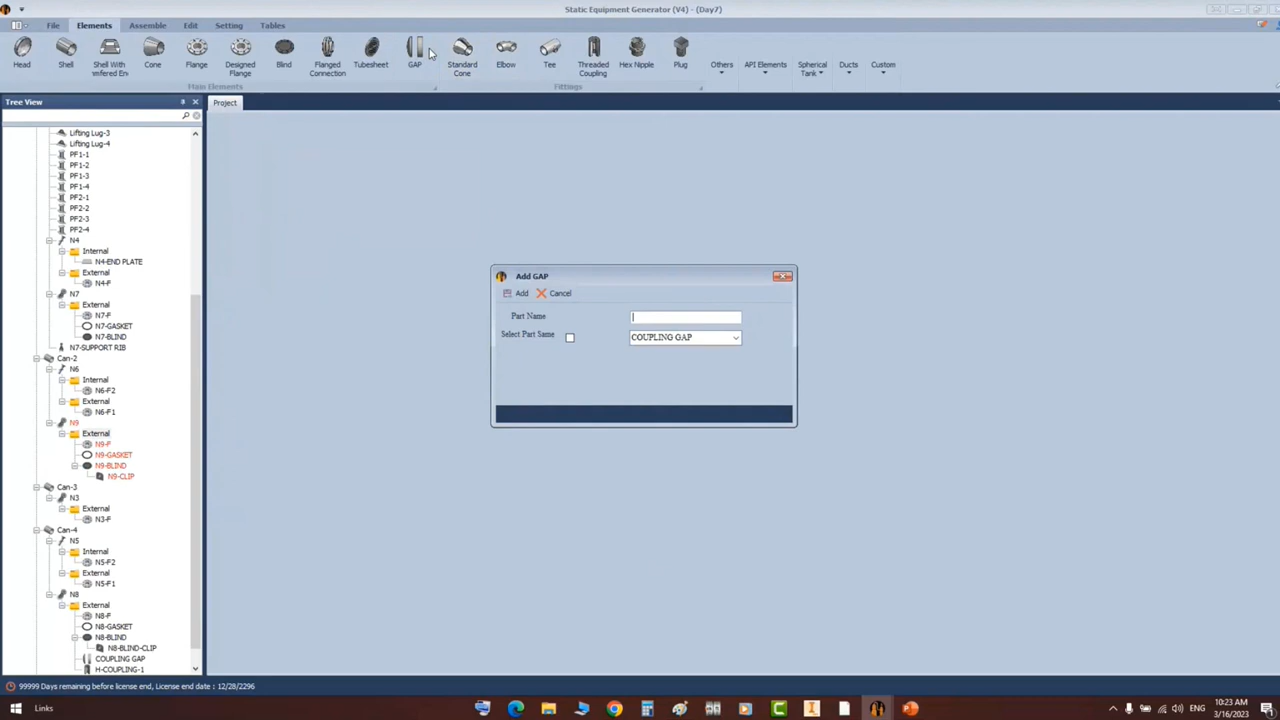 Static Equipment Generator (V4) - (Day7)
File Elements Assemble Edit Setting Tables
Head Shell Shell With Cone Flange Designed Flange Blind Flanged Connection Tubesheet GAP Standard Cone Elbow Tee Threaded Coupling Hex Nipple Plug Others API Elements Spherical Tank Ducts Custom
mfered En
Main Elements Fittings
Tree View
Project
Lifting Lug-3
Lifting Lug-4
PF1-1
PF1-2
PF1-3
PF1-4
PF2-1
PF2-2
PF2-3
PF2-4
N4
Internal
N4-END PLATE
External
N4-F
N7
External
N7-F
N7-GASKET
N7-BLIND
N7-SUPPORT RIB
Can-2
N6
Internal
N6-F2
External
N6-F1
N9
External
N9-F
N9-GASKET
N9-BLIND
N9-CLIP
Can-3
N3
External
N3-F
Can-4
N5
Internal
N5-F2
External
N5-F1
N8
External
N8-F
N8-GASKET
N8-BLIND
N8-BLIND-CLIP
COUPLING GAP
H-COUPLING-1
Add GAP
Add Cancel
Part Name
Select Part Same COUPLING GAP
99999 Days remaining before license end, License end date : 12/28/2296
Links
ENG
10:23 AM
3/16/2023